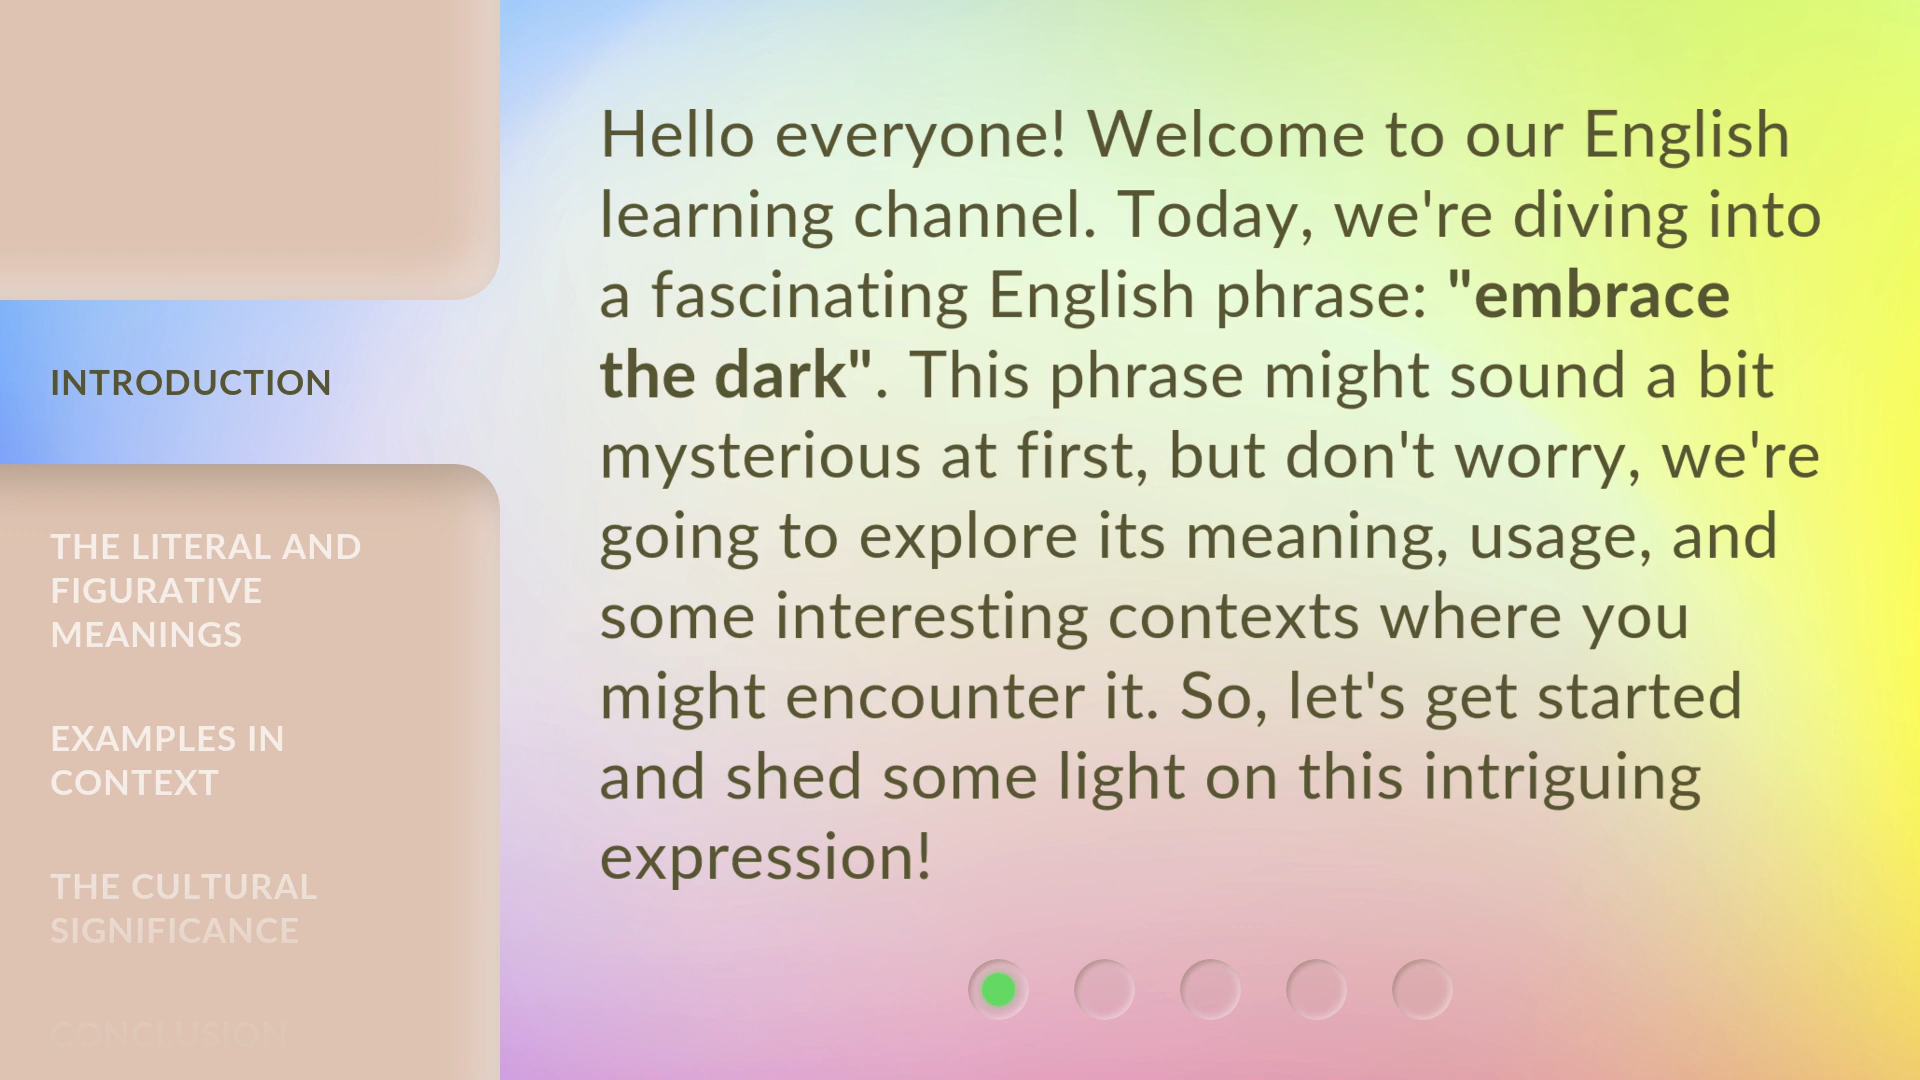 INTRODUCTION
THE LITERAL AND
FIGURATIVE
MEANINGS
EXAMPLES IN
CONTEXT
THE CULTURAL
SIGNIFICANCE
CONCLUSION
Hello everyone! Welcome to our English
learning channel. Today, we're diving into
a fascinating English phrase: "embrace
the dark". This phrase might sound a bit
mysterious at first, but don't worry, we're
going to explore its meaning, usage, and
some interesting contexts where you
might encounter it. So, let's get started
and shed some light on this intriguing
expression!